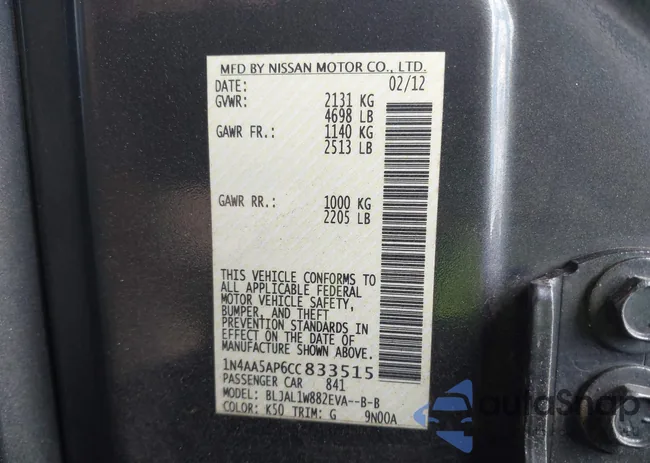 MFD BY NISSAN MOTOR CO., LTD.
DATE: 02/12
GVWR: 2131 KG
4698 LB
GAWR FR.: 1140 KG
2513 LB
GAWR RR.: 1000 KG
2205 LB
THIS VEHICLE CONFORMS TO
ALL APPLICABLE FEDERAL
MOTOR VEHICLE SAFETY,
BUMPER, AND THEFT
PREVENTION STANDARDS IN
EFFECT ON THE DATE OF
MANUFACTURE SHOWN ABOVE.
1N4AA5AP6CC833515
PASSENGER CAR 841
MODEL: BLJAL1W882EVA--B-B
COLOR: K50 TRIM: G 9N00A
autoSnap